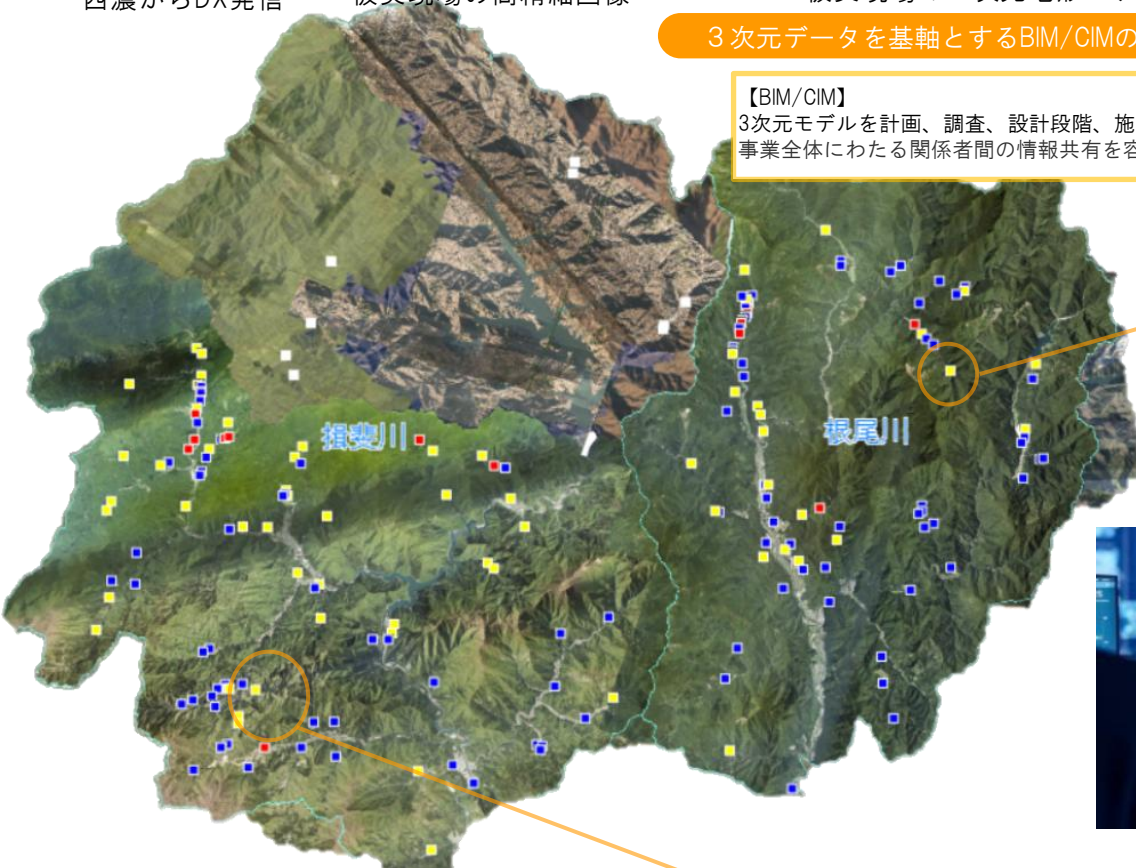 西濃からDX発信
被災現場の高精細画像
３次元データを基軸とするBIM/CIMの
【BIM/CIM】
3次元モデルを計画、調査、設計段階、施
事業全体にわたる関係者間の情報共有を容
揖斐川
根尾川